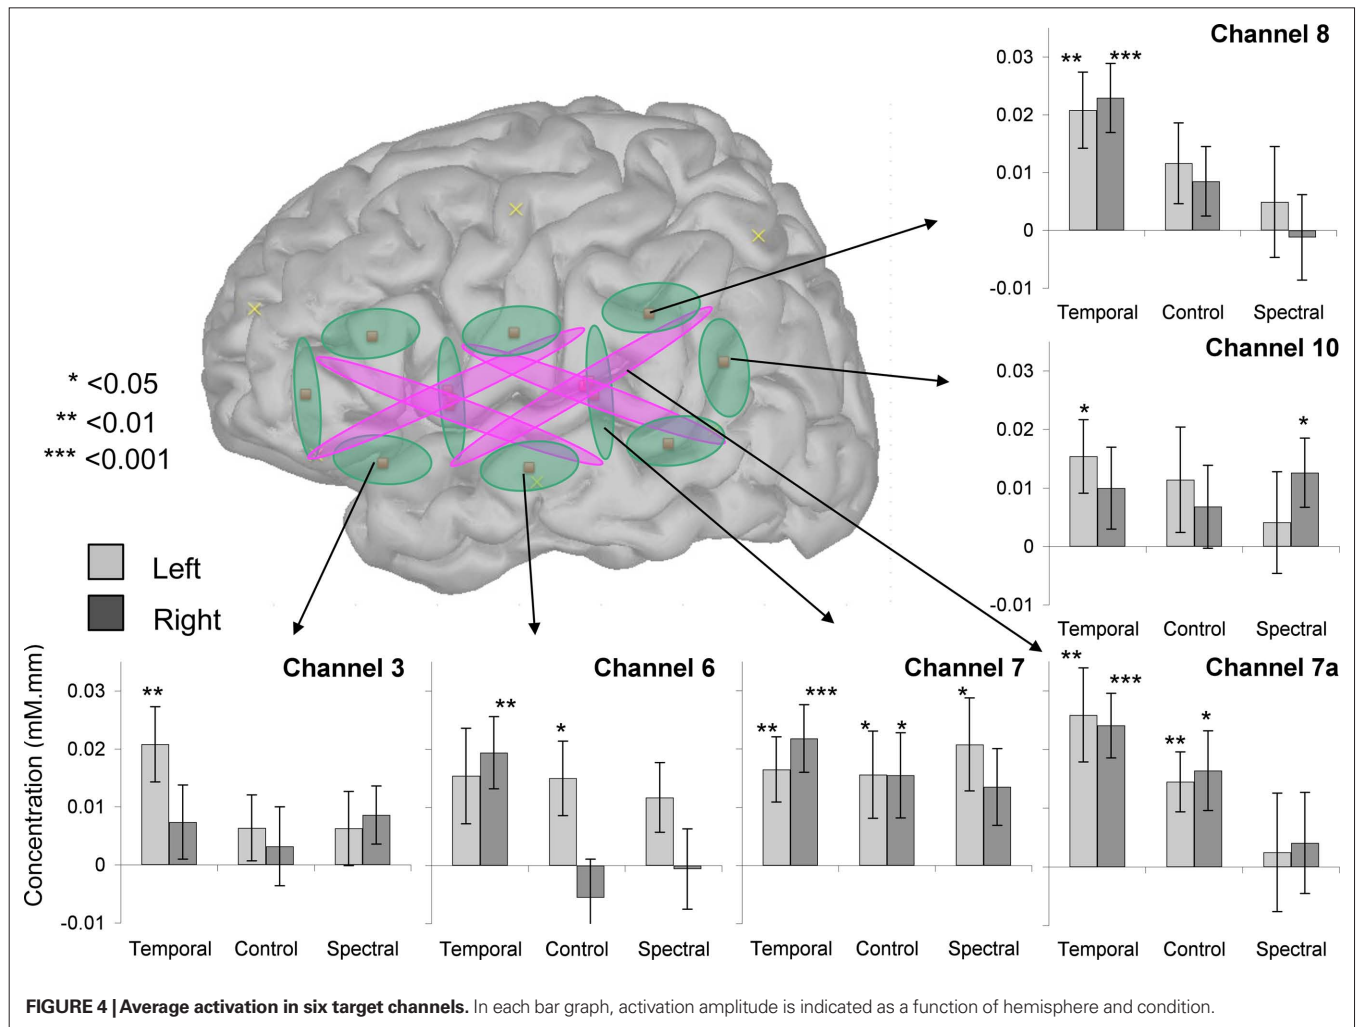 Channel 8
** ***
0.03
0.02
0.01
0
-0.01
Temporal Control Spectral
Channel 10
0.03
0.02
* *
0.01
0
-0.01
Temporal Control Spectral
* <0.05
** <0.01
*** <0.001
Left
Right
Concentration (mM.mm)
Channel 3
0.03
0.02
0.01
0
-0.01
**
Temporal Control Spectral
Channel 6
** *
Temporal Control Spectral
Channel 7
** *** * * *
Temporal Control Spectral
Channel 7a
** *** ** *
Temporal Control Spectral
FIGURE 4 | Average activation in six target channels. In each bar graph, activation amplitude is indicated as a function of hemisphere and condition.